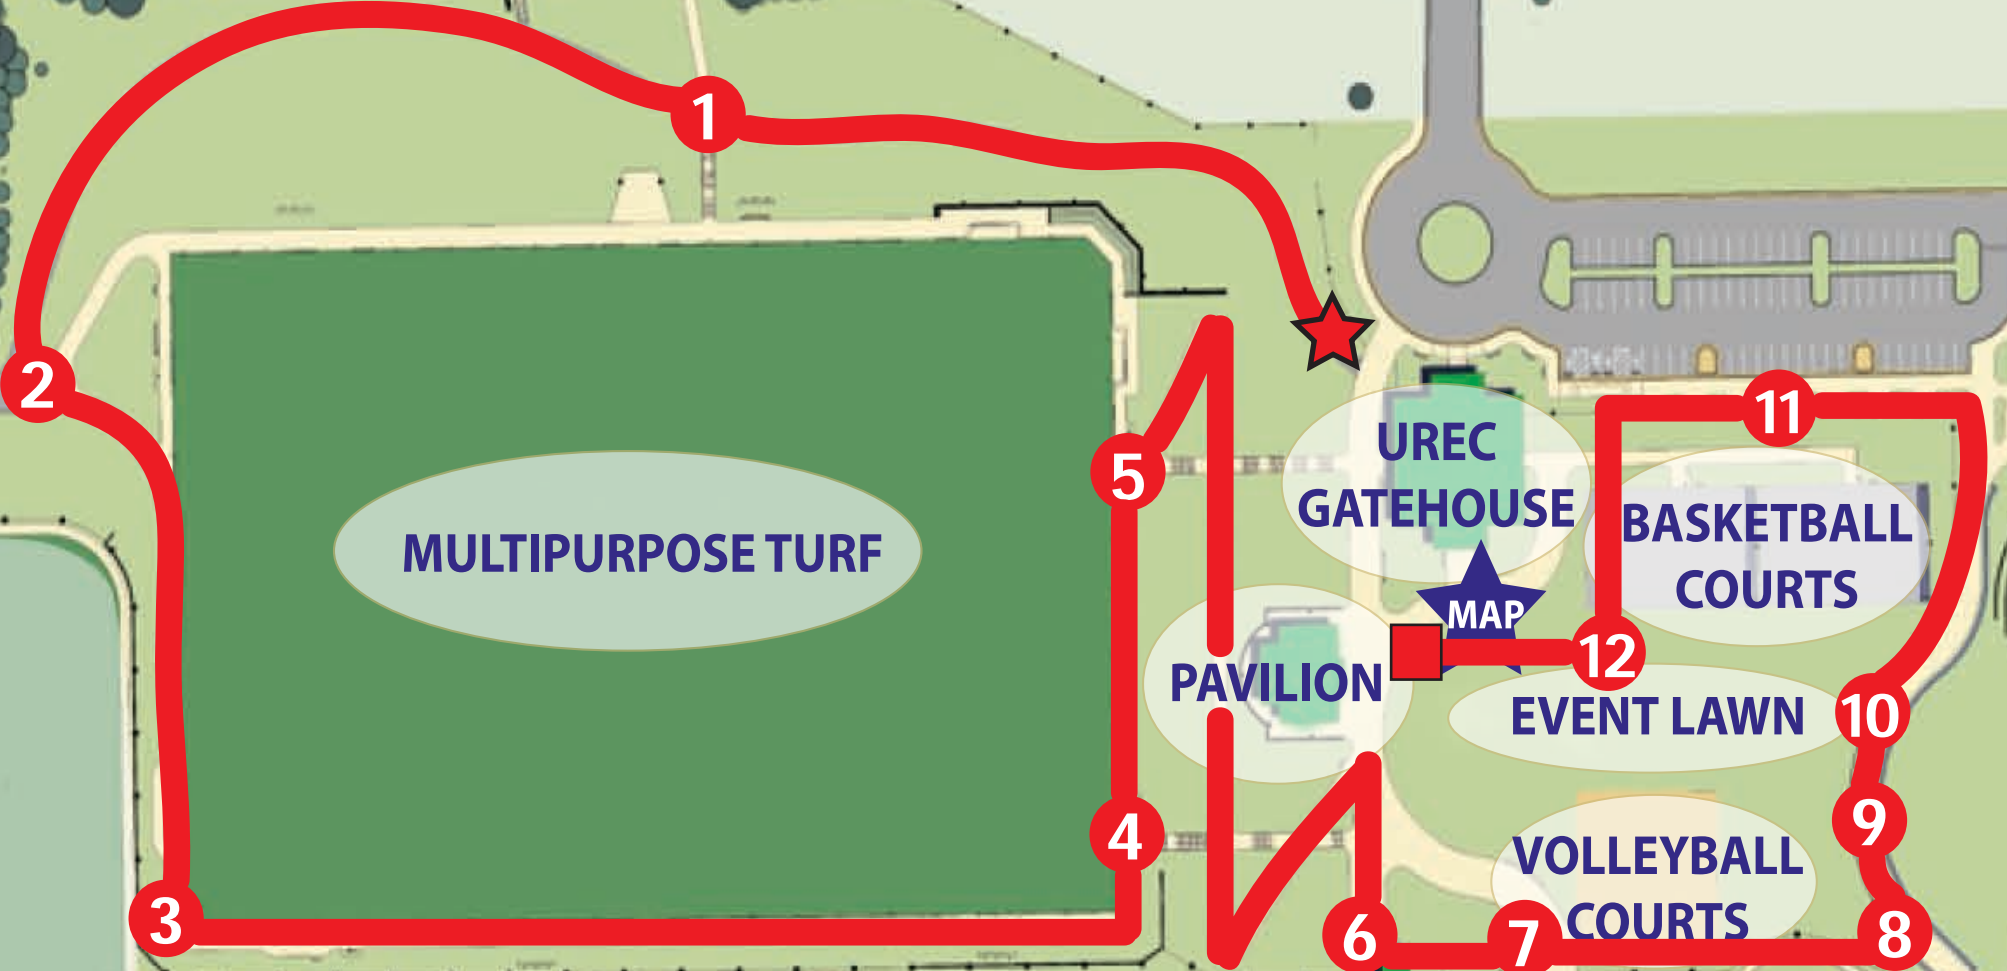 1
2
3
4
5
6
7
8
9
10
11
12
MULTIPURPOSE TURF
UREC
GATEHOUSE
BASKETBALL
COURTS
MAP
PAVILION
EVENT LAWN
VOLLEYBALL
COURTS